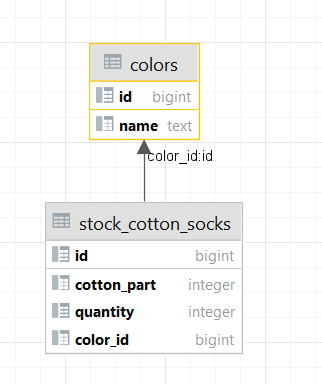 colors
id bigint
name text
color_id:id
stock_cotton_socks
id bigint
cotton_part integer
quantity integer
color_id bigint